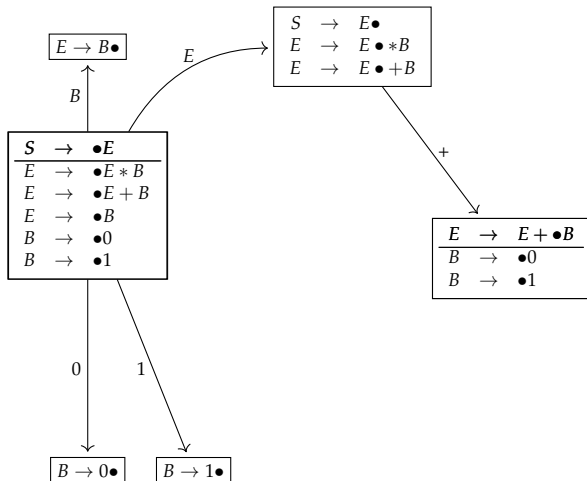 S → E●
E → E ● ∗B
E → E ● +B
E → B●
E
B
S → ●E
E → ●E ∗ B
E → ●E + B
E → ●B
B → ●0
B → ●1
+
E → E + ●B
B → ●0
B → ●1
0
1
B → 0●
B → 1●